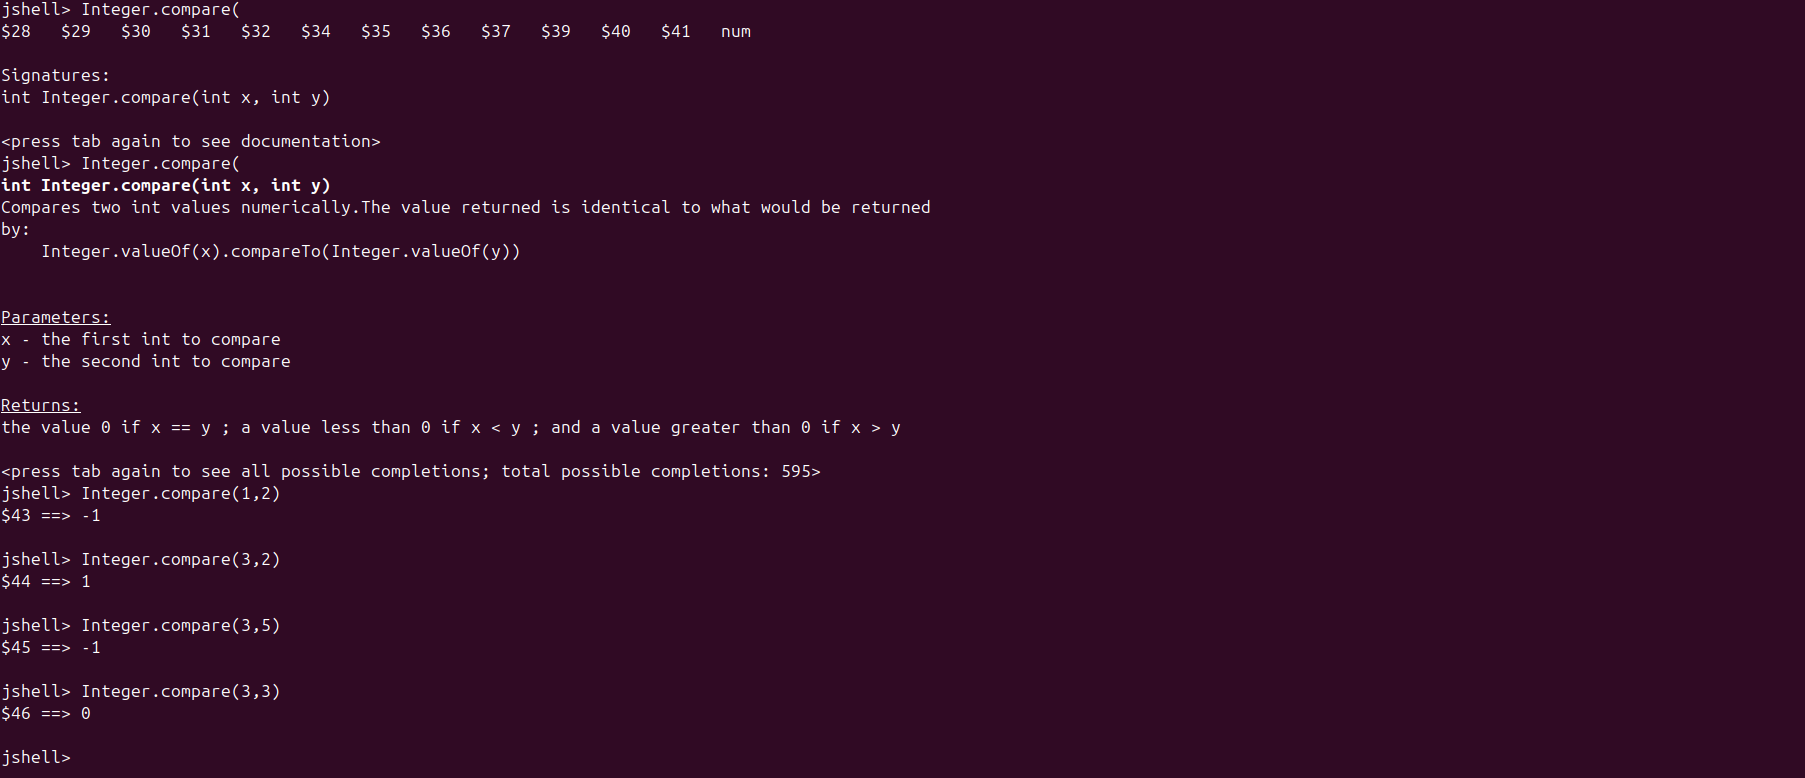 jshell> Integer.compare(
$28   $29   $30   $31   $32   $34   $35   $36   $37   $39   $40   $41   num
Signatures:
int Integer.compare(int x, int y)
<press tab again to see documentation>
jshell> Integer.compare(
int Integer.compare(int x, int y)
Compares two int values numerically.The value returned is identical to what would be returned
by:
    Integer.valueOf(x).compareTo(Integer.valueOf(y))
Parameters:
x - the first int to compare
y - the second int to compare
Returns:
the value 0 if x == y ; a value less than 0 if x < y ; and a value greater than 0 if x > y
<press tab again to see all possible completions; total possible completions: 595>
jshell> Integer.compare(1,2)
$43 ==> -1
jshell> Integer.compare(3,2)
$44 ==> 1
jshell> Integer.compare(3,5)
$45 ==> -1
jshell> Integer.compare(3,3)
$46 ==> 0
jshell>